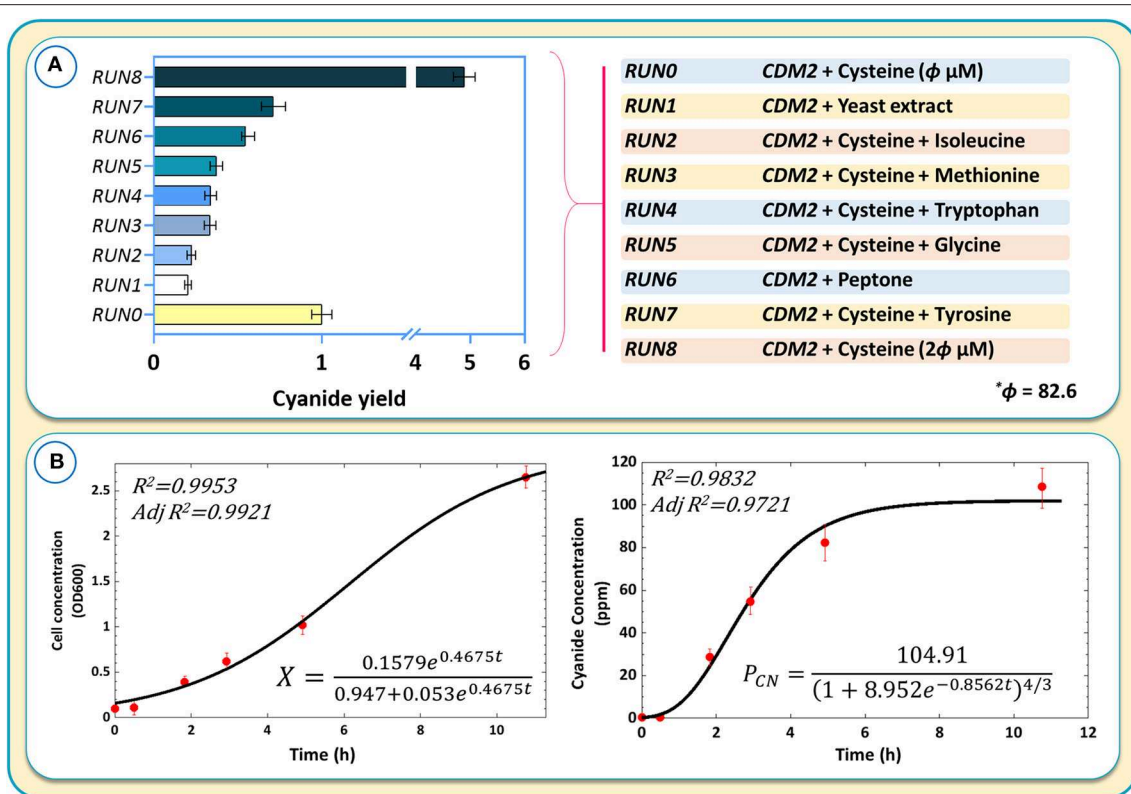 A
RUN8
RUN7
RUN6
RUN5
RUN4
RUN3
RUN2
RUN1
RUN0
0 1 4 5 6
Cyanide yield
RUN0 CDM2 + Cysteine (ϕ µM)
RUN1 CDM2 + Yeast extract
RUN2 CDM2 + Cysteine + Isoleucine
RUN3 CDM2 + Cysteine + Methionine
RUN4 CDM2 + Cysteine + Tryptophan
RUN5 CDM2 + Cysteine + Glycine
RUN6 CDM2 + Peptone
RUN7 CDM2 + Cysteine + Tyrosine
RUN8 CDM2 + Cysteine (2ϕ µM)
*ϕ = 82.6
B
R²=0.9953
Adj R²=0.9921
2.5
2
1.5
1
0.5
0
Cell concentration
(OD600)
X = 0.1579e^0.4675t / 0.947+0.053e^0.4675t
0 2 4 6 8 10
Time (h)
R²=0.9832
Adj R²=0.9721
120
100
80
60
40
20
0
Cyanide Concentration
(ppm)
P_CN = 104.91 / (1 + 8.952e^−0.8562t)^4/3
0 2 4 6 8 10 12
Time (h)